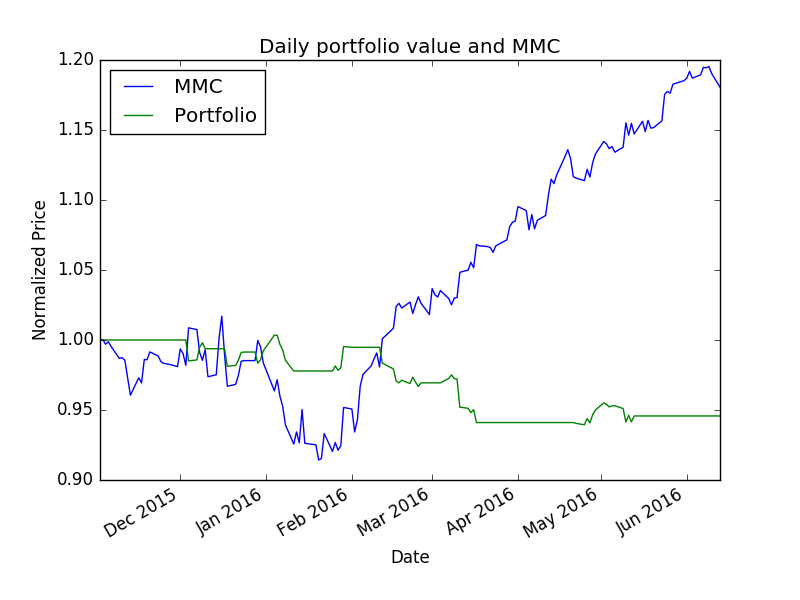 Daily portfolio value and MMC
MMC
Portfolio
1.20
1.15
1.10
1.05
1.00
0.95
0.90
Normalized Price
Dec 2015
Jan 2016
Feb 2016
Mar 2016
Apr 2016
May 2016
Jun 2016
Date